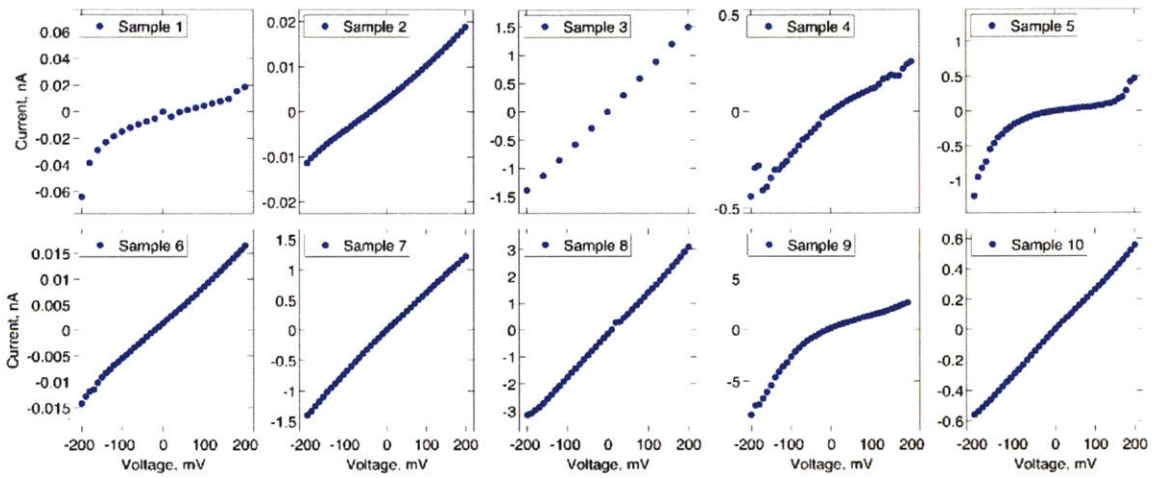 Sample 1
Sample 2
Sample 3
Sample 4
Sample 5
Current, nA
0.06
0.04
0.02
0
-0.02
-0.04
-0.06
0.02
0.01
0
-0.01
-0.02
1.5
1
0.5
0
-0.5
-1
-1.5
0.5
0
-0.5
1
0.5
0
-0.5
-1
Sample 6
Sample 7
Sample 8
Sample 9
Sample 10
Current, nA
0.015
0.01
0.005
0
-0.005
-0.01
-0.015
1.5
1
0.5
0
-0.5
-1
-1.5
3
2
1
0
-1
-2
-3
5
0
-5
0.6
0.4
0.2
0
-0.2
-0.4
-0.6
-200 -100 0 100 200
-200 -100 0 100 200
-200 -100 0 100 200
-200 -100 0 100 200
-200 -100 0 100 200
Voltage, mV
Voltage, mV
Voltage, mV
Voltage, mV
Voltage, mV